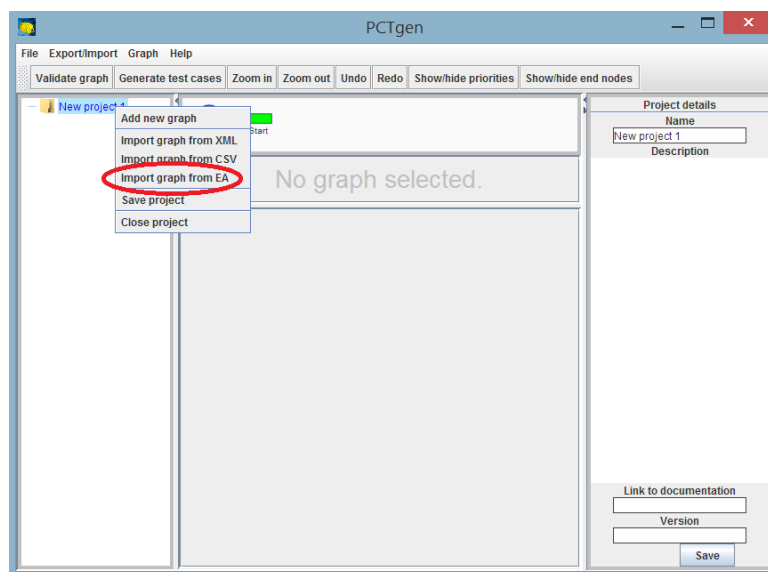 PCTgen
File Export/Import Graph Help
Validate graph Generate test cases Zoom in Zoom out Undo Redo Show/hide priorities Show/hide end nodes
New project 1
Add new graph
Import graph from XML
Import graph from CSV
Import graph from EA
Save project
Close project
Start
No graph selected.
Project details
Name
New project 1
Description
Link to documentation
Version
Save